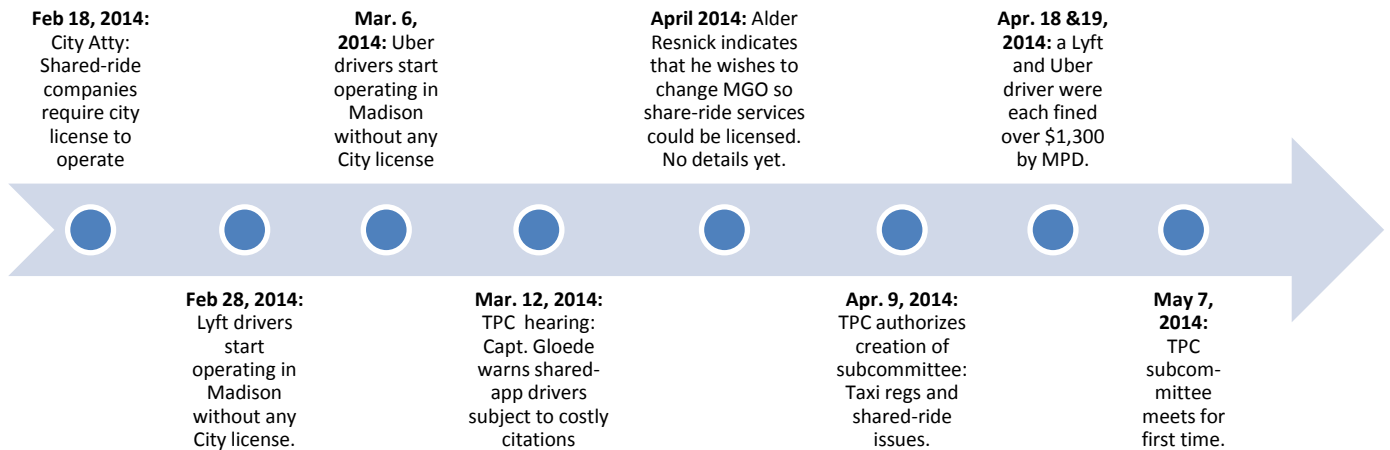 Feb 18, 2014:
City Atty:
Shared-ride
companies
require city
license to
operate
Feb 28, 2014:
Lyft drivers
start
operating in
Madison
without any
City license.
Mar. 6,
2014: Uber
drivers start
operating in
Madison
without any
City license
Mar. 12, 2014:
TPC hearing:
Capt. Gloede
warns shared-
app drivers
subject to costly
citations
April 2014: Alder
Resnick indicates
that he wishes to
change MGO so
share-ride services
could be licensed.
No details yet.
Apr. 9, 2014:
TPC authorizes
creation of
subcommittee:
Taxi regs and
shared-ride
issues.
Apr. 18 &19,
2014: a Lyft
and Uber
driver were
each fined
over $1,300
by MPD.
May 7,
2014:
TPC
subcom-
mittee
meets for
first time.